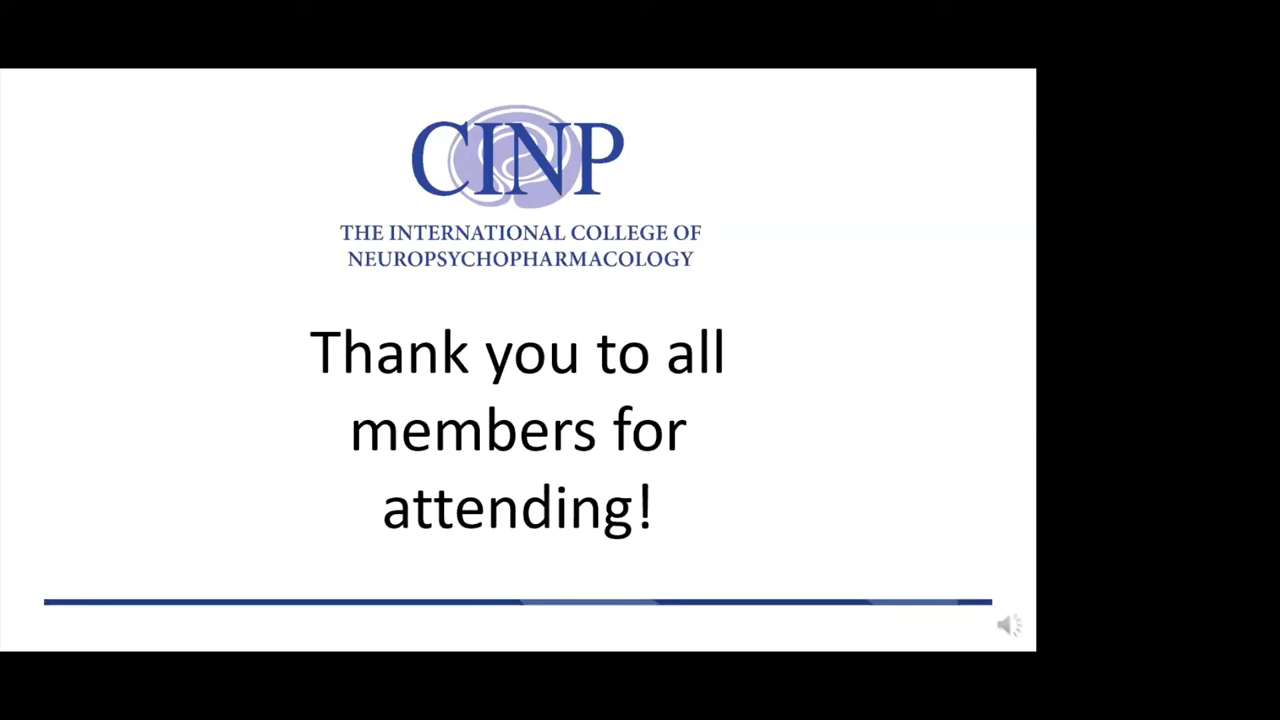 CINP
THE INTERNATIONAL COLLEGE OF
NEUROPSYCHOPHARMACOLOGY
Thank you to all
members for
attending!